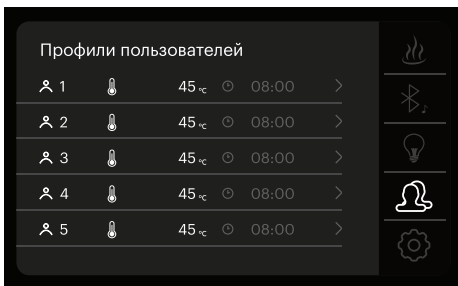 Профили пользователей
1 45 °C 08:00
2 45 °C 08:00
3 45 °C 08:00
4 45 °C 08:00
5 45 °C 08:00